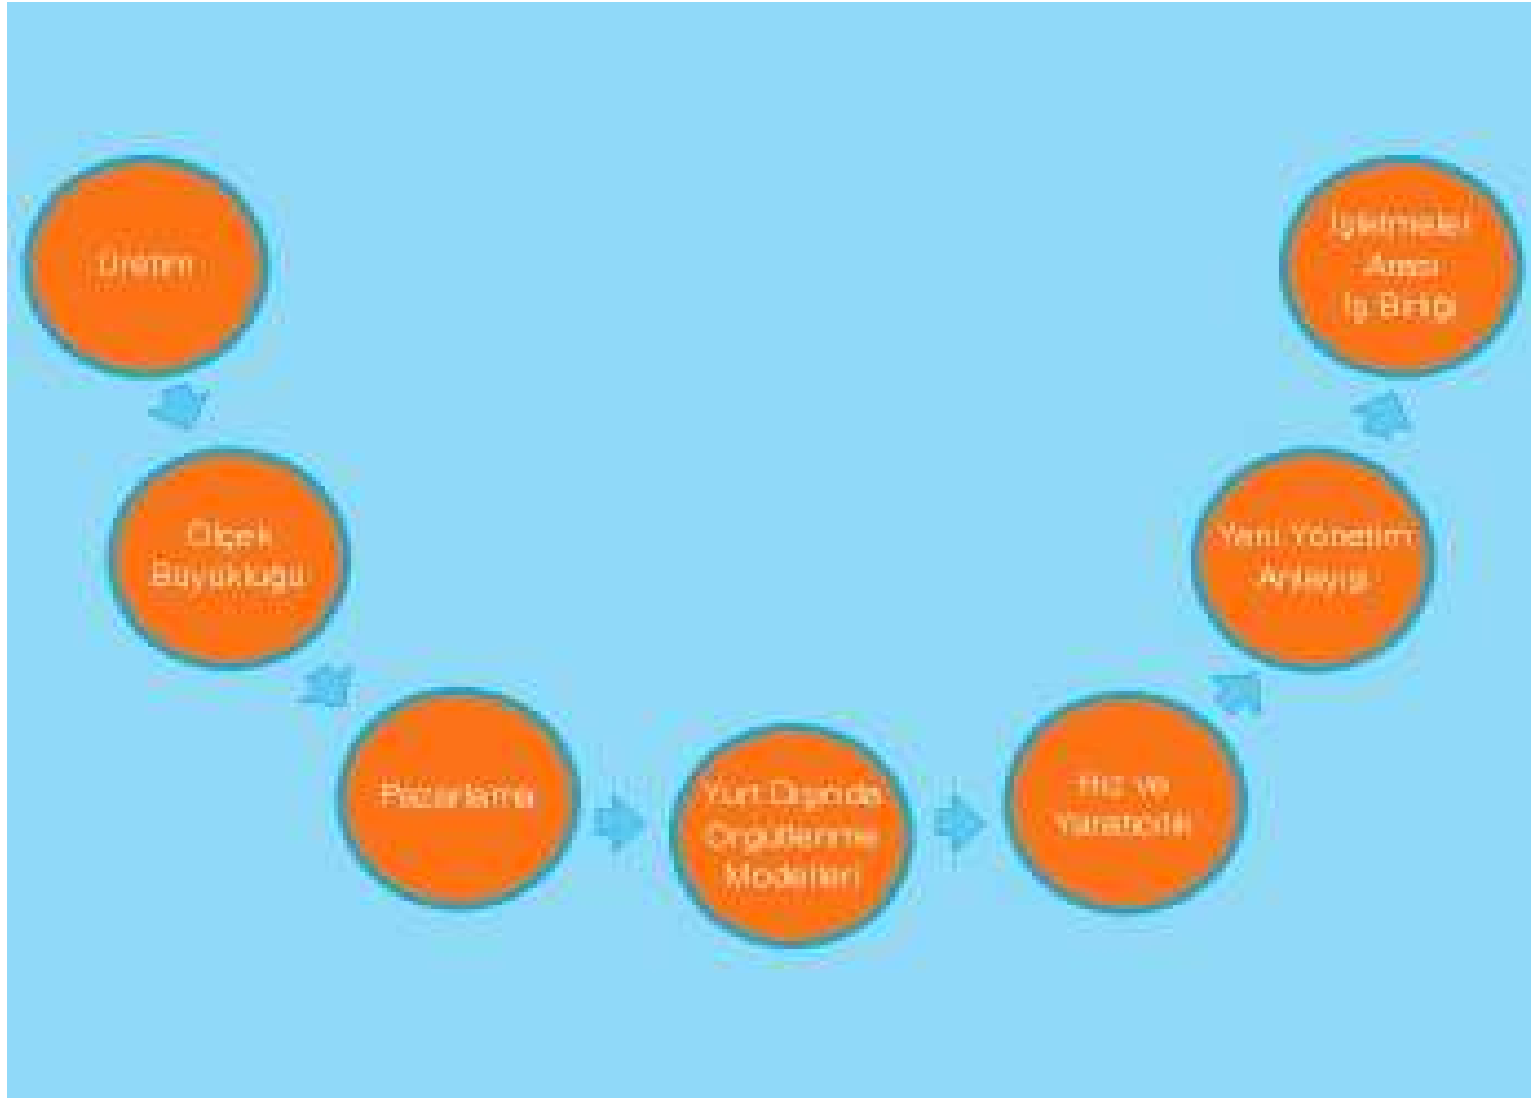 Üretim
Ölçek
Büyüklüğü
Pazarlama
Yurt Dışında
Örgütlenme
Modelleri
Hız ve
Yaratıcılık
Yeni Yönetim
Anlayışı
İşletmeler
Arası
İş Birliği